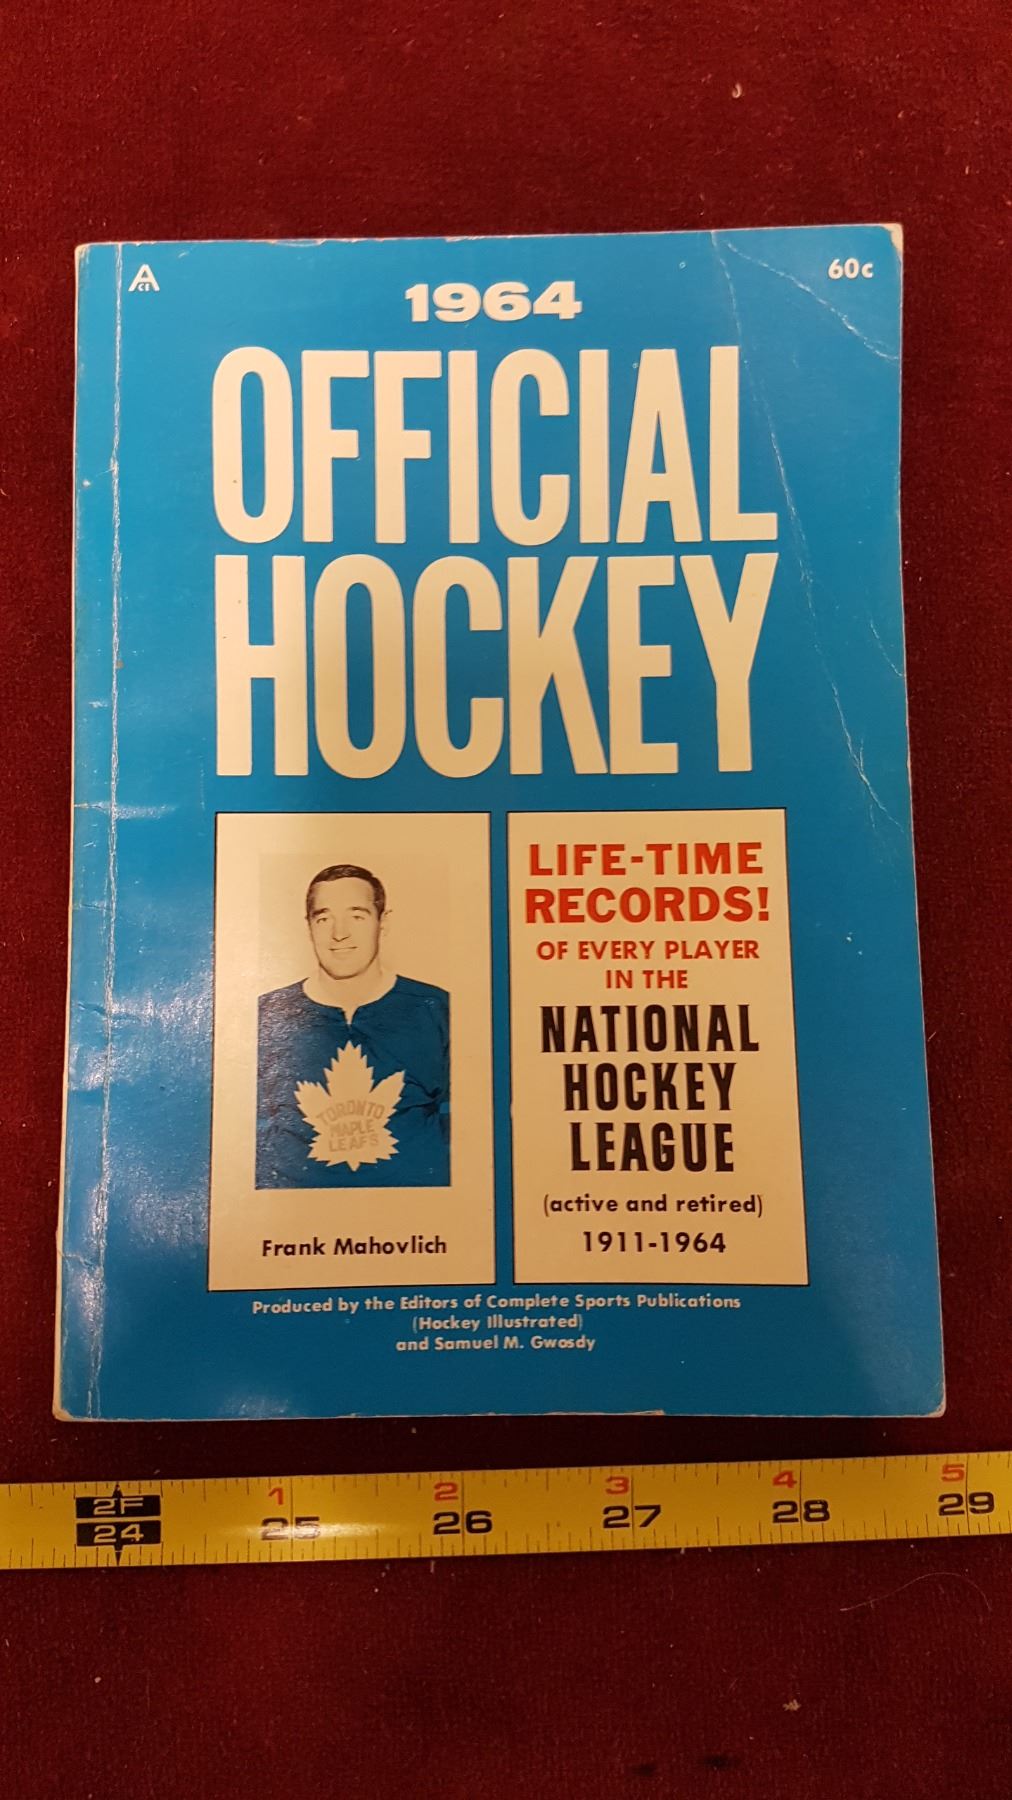 ACE
60c
1964
OFFICIAL
HOCKEY
TORONTO
MAPLE
LEAFS
Frank Mahovlich
LIFE-TIME
RECORDS!
OF EVERY PLAYER
IN THE
NATIONAL
HOCKEY
LEAGUE
(active and retired)
1911-1964
Produced by the Editors of Complete Sports Publications
(Hockey Illustrated)
and Samuel M. Gwosdy
2F 1 2 3 4 5
24 25 26 27 28 29